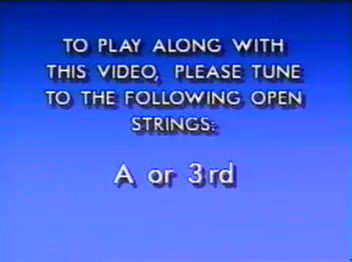 TO PLAY ALONG WITH
THIS VIDEO, PLEASE TUNE
TO THE FOLLOWING OPEN
STRINGS:
A or 3rd